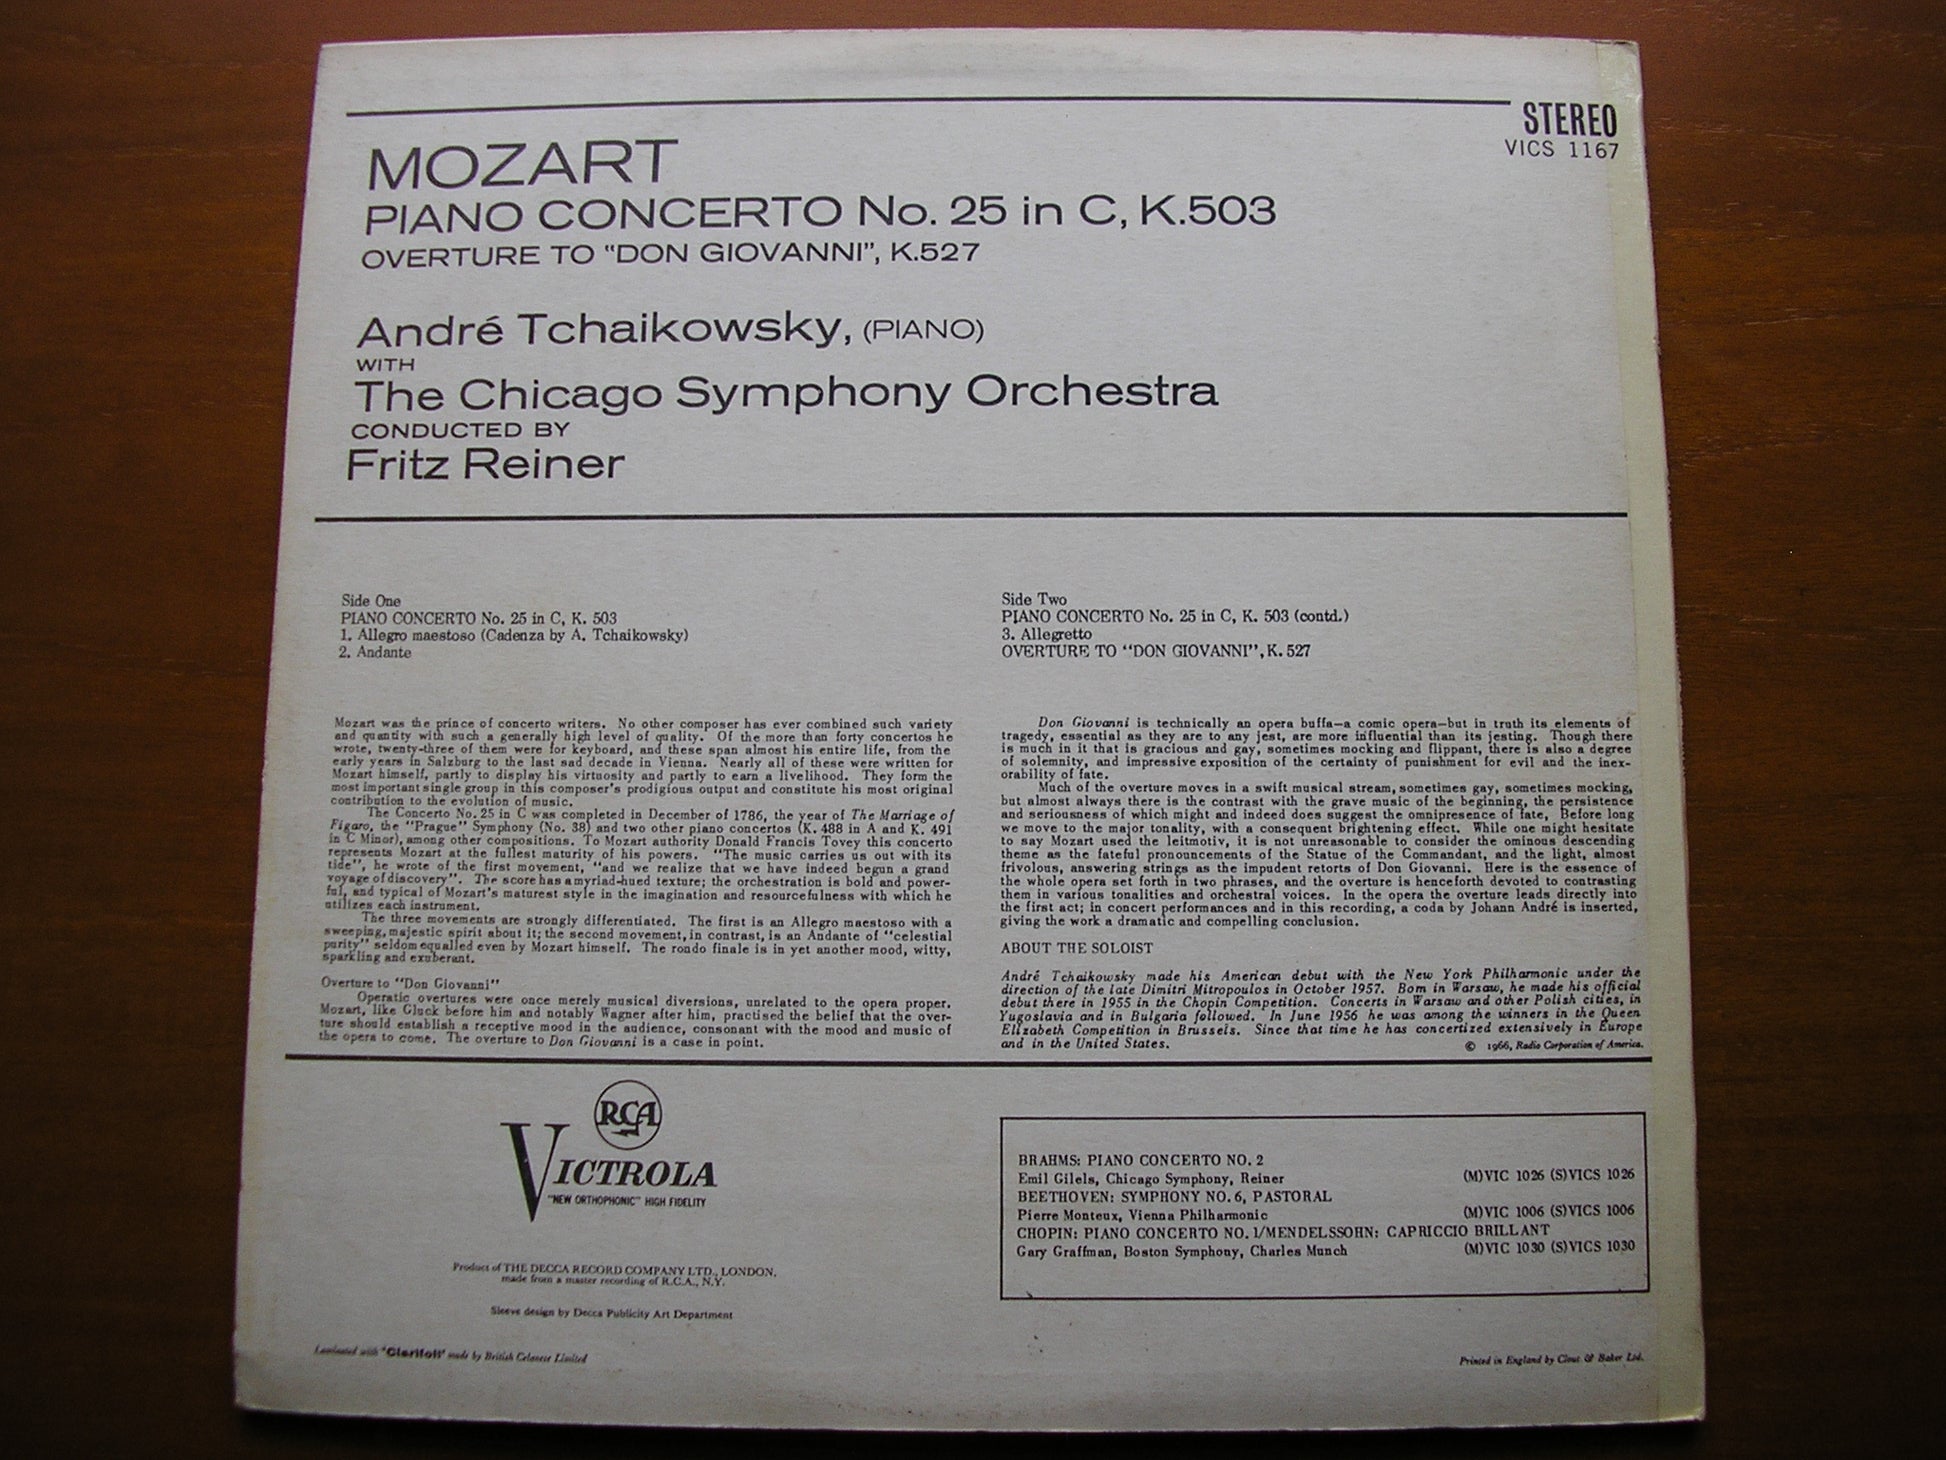 STEREO
VICS 1167
MOZART
PIANO CONCERTO No. 25 in C, K.503
OVERTURE TO "DON GIOVANNI", K.527
André Tchaikowsky, (PIANO)
WITH
The Chicago Symphony Orchestra
CONDUCTED BY
Fritz Reiner
Side One
PIANO CONCERTO No. 25 in C, K. 503
1. Allegro maestoso (Cadenza by A. Tchaikowsky)
2. Andante
Side Two
PIANO CONCERTO No. 25 in C, K. 503 (contd.)
3. Allegretto
OVERTURE TO "DON GIOVANNI", K. 527
Mozart was the prince of concerto writers. No other composer has ever combined such variety
and quantity with such a generally high level of quality. Of the more than forty concertos he
wrote, twenty-three of them were for keyboard, and these span almost his entire life, from the
early years in Salzburg to the last sad decade in Vienna. Nearly all of these were written for
Mozart himself, partly to display his virtuosity and partly to earn a livelihood. They form the
most important single group in this composer's prodigious output and constitute his most original
contribution to the evolution of music.
The Concerto No. 25 in C was completed in December of 1786, the year of The Marriage of
Figaro, the "Prague" Symphony (No. 38) and two other piano concertos (K. 488 in A and K. 491
in C Minor), among other compositions. To Mozart authority Donald Francis Tovey this concerto
represents Mozart at the fullest maturity of his powers. "The music carries us out with its
tide", he wrote of the first movement, "and we realize that we have indeed begun a grand
voyage of discovery". The score has a myriad-hued texture; the orchestration is bold and power-
ful, and typical of Mozart's maturest style in the imagination and resourcefulness with which he
utilizes each instrument.
The three movements are strongly differentiated. The first is an Allegro maestoso with a
sweeping, majestic spirit about it; the second movement, in contrast, is an Andante of "celestial
purity" seldom equalled even by Mozart himself. The rondo finale is in yet another mood, witty,
sparkling and exuberant.
Overture to "Don Giovanni"
Operatic overtures were once merely musical diversions, unrelated to the opera proper.
Mozart, like Gluck before him and notably Wagner after him, practised the belief that the over-
ture should establish a receptive mood in the audience, consonant with the mood and music of
the opera to come. The overture to Don Giovanni is a case in point.
Don Giovanni is technically an opera buffa—a comic opera—but in truth its elements of
tragedy, essential as they are to any jest, are more influential than its jesting. Though there
is much in it that is gracious and gay, sometimes mocking and flippant, there is also a degree
of solemnity, and impressive exposition of the certainty of punishment for evil and the inex-
orability of fate.
Much of the overture moves in a swift musical stream, sometimes gay, sometimes mocking,
but almost always there is the contrast with the grave music of the beginning, the persistence
and seriousness of which might and indeed does suggest the omnipresence of fate, Before long
we move to the major tonality, with a consequent brightening effect. While one might hesitate
to say Mozart used the leitmotiv, it is not unreasonable to consider the ominous descending
theme as the fateful pronouncements of the Statue of the Commandant, and the light, almost
frivolous, answering strings as the impudent retorts of Don Giovanni. Here is the essence of
the whole opera set forth in two phrases, and the overture is henceforth devoted to contrasting
them in various tonalities and orchestral voices. In the opera the overture leads directly into
the first act; in concert performances and in this recording, a coda by Johann André is inserted,
giving the work a dramatic and compelling conclusion.
ABOUT THE SOLOIST
André Tchaikowsky made his American debut with the New York Philharmonic under the
direction of the late Dimitri Mitropoulos in October 1957. Born in Warsaw, he made his official
debut there in 1955 in the Chopin Competition. Concerts in Warsaw and other Polish cities, in
Yugoslavia and in Bulgaria followed. In June 1956 he was among the winners in the Queen
Elizabeth Competition in Brussels. Since that time he has concertized extensively in Europe
and in the United States.
© 1966, Radio Corporation of America.
RCA
VICTROLA
"NEW ORTHOPHONIC" HIGH FIDELITY
Product of THE DECCA RECORD COMPANY LTD., LONDON.
made from a master recording of R.C.A., N.Y.
Sleeve design by Decca Publicity Art Department
Laminated with 'Clarifoil' made by British Celanese Limited
BRAHMS: PIANO CONCERTO NO. 2
Emil Gilels, Chicago Symphony, Reiner (M)VIC 1026 (S)VICS 1026
BEETHOVEN: SYMPHONY NO. 6, PASTORAL
Pierre Monteux, Vienna Philharmonic (M)VIC 1006 (S)VICS 1006
CHOPIN: PIANO CONCERTO NO. 1/MENDELSSOHN: CAPRICCIO BRILLANT
Gary Graffman, Boston Symphony, Charles Munch (M)VIC 1030 (S)VICS 1030
Printed in England by Clout & Baker Ltd.